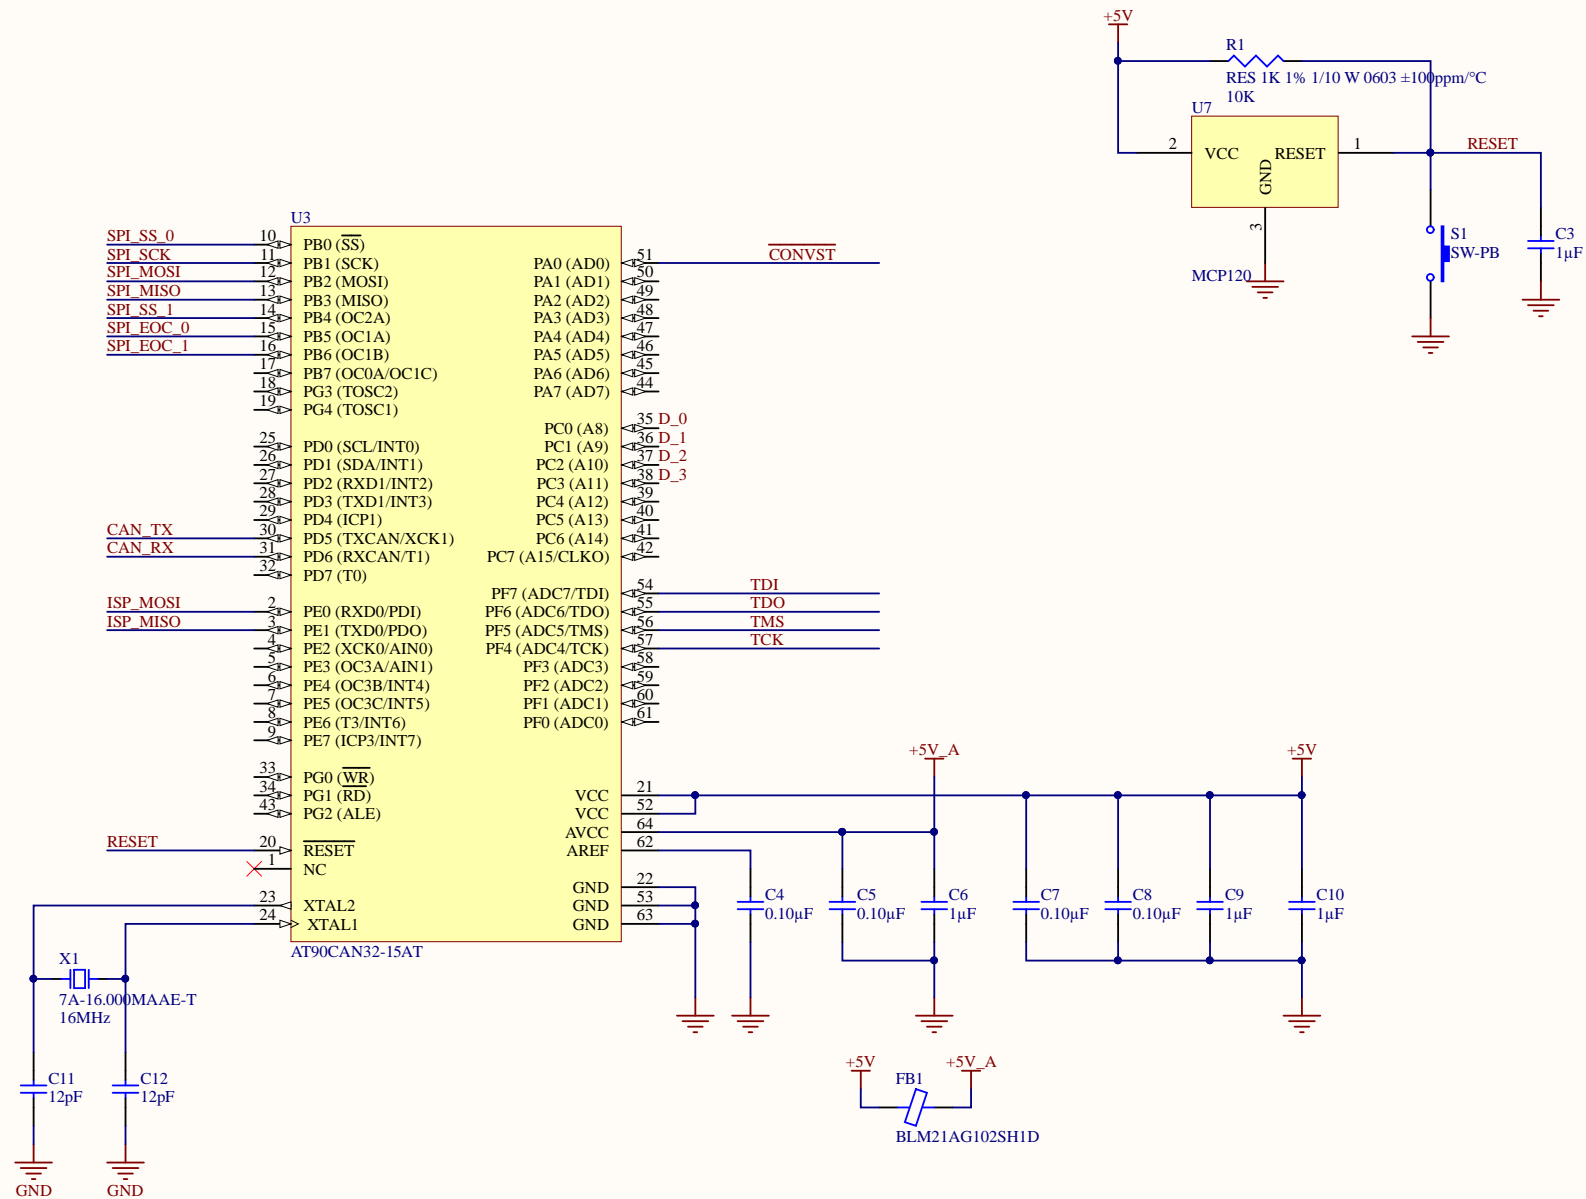 +5V
R1
RES 1K 1% 1/10 W 0603 ±100ppm/°C
10K
U7
2 VCC GND RESET 1 RESET
3
MCP120
S1
SW-PB
C3
1µF
U3
SPI_SS_0 10 PB0 (SS)
SPI_SCK 11 PB1 (SCK) PA0 (AD0) 51 CONVST
SPI_MOSI 12 PB2 (MOSI) PA1 (AD1) 50
SPI_MISO 13 PB3 (MISO) PA2 (AD2) 49
SPI_SS_1 14 PB4 (OC2A) PA3 (AD3) 48
SPI_EOC_0 15 PB5 (OC1A) PA4 (AD4) 47
SPI_EOC_1 16 PB6 (OC1B) PA5 (AD5) 46
17 PB7 (OC0A/OC1C) PA6 (AD6) 45
18 PG3 (TOSC2) PA7 (AD7) 44
19 PG4 (TOSC1)
PC0 (A8) 35 D_0
25 PD0 (SCL/INT0) PC1 (A9) 36 D_1
26 PD1 (SDA/INT1) PC2 (A10) 37 D_2
27 PD2 (RXD1/INT2) PC3 (A11) 38 D_3
28 PD3 (TXD1/INT3) PC4 (A12) 39
29 PD4 (ICP1) PC5 (A13) 40
CAN_TX 30 PD5 (TXCAN/XCK1) PC6 (A14) 41
CAN_RX 31 PD6 (RXCAN/T1) PC7 (A15/CLKO) 42
32 PD7 (T0)
PF7 (ADC7/TDI) 54 TDI
ISP_MOSI 2 PE0 (RXD0/PDI) PF6 (ADC6/TDO) 55 TDO
ISP_MISO 3 PE1 (TXD0/PDO) PF5 (ADC5/TMS) 56 TMS
4 PE2 (XCK0/AIN0) PF4 (ADC4/TCK) 57 TCK
5 PE3 (OC3A/AIN1) PF3 (ADC3) 58
6 PE4 (OC3B/INT4) PF2 (ADC2) 59
7 PE5 (OC3C/INT5) PF1 (ADC1) 60
8 PE6 (T3/INT6) PF0 (ADC0) 61
9 PE7 (ICP3/INT7)
+5V_A +5V
33 PG0 (WR)
34 PG1 (RD) VCC 21
43 PG2 (ALE) VCC 52
AVCC 64
RESET 20 RESET AREF 62
1 NC
GND 22
23 XTAL2 GND 53
24 XTAL1 GND 63
AT90CAN32-15AT
C4 C5 C6 C7 C8 C9 C10
0.10µF 0.10µF 1µF 0.10µF 0.10µF 1µF 1µF
X1
7A-16.000MAAE-T
16MHz
C11 C12
12pF 12pF
GND GND
+5V +5V_A
FB1
BLM21AG102SH1D